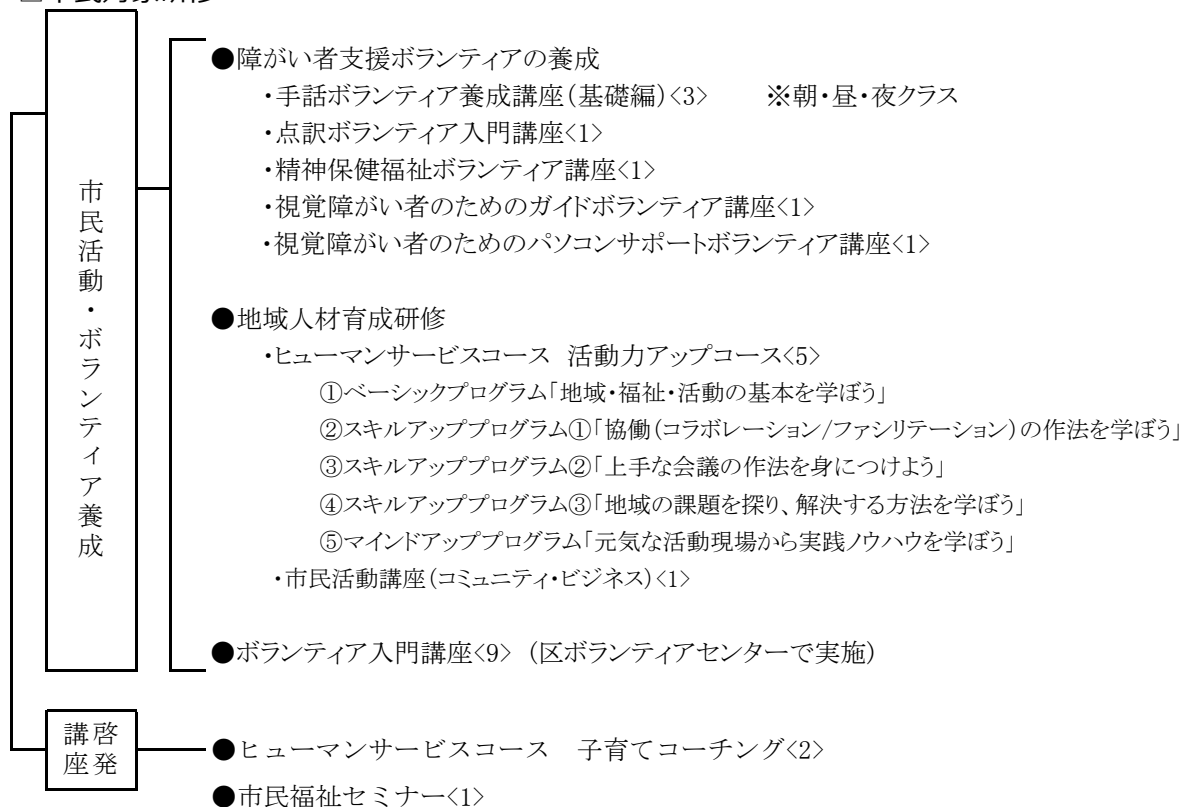 市民活動・ボランティア養成
●障がい者支援ボランティアの養成
・手話ボランティア養成講座(基礎編)<3>　※朝・昼・夜クラス
・点訳ボランティア入門講座<1>
・精神保健福祉ボランティア講座<1>
・視覚障がい者のためのガイドボランティア講座<1>
・視覚障がい者のためのパソコンサポートボランティア講座<1>
●地域人材育成研修
・ヒューマンサービスコース　活動力アップコース<5>
①ベーシックプログラム「地域・福祉・活動の基本を学ぼう」
②スキルアッププログラム①「協働(コラボレーション/ファシリテーション)の作法を学ぼう」
③スキルアッププログラム②「上手な会議の作法を身につけよう」
④スキルアッププログラム③「地域の課題を探り、解決する方法を学ぼう」
⑤マインドアッププログラム「元気な活動現場から実践ノウハウを学ぼう」
・市民活動講座(コミュニティ・ビジネス)<1>
●ボランティア入門講座<9>　(区ボランティアセンターで実施)
啓発
講座
●ヒューマンサービスコース　子育てコーチング<2>
●市民福祉セミナー<1>